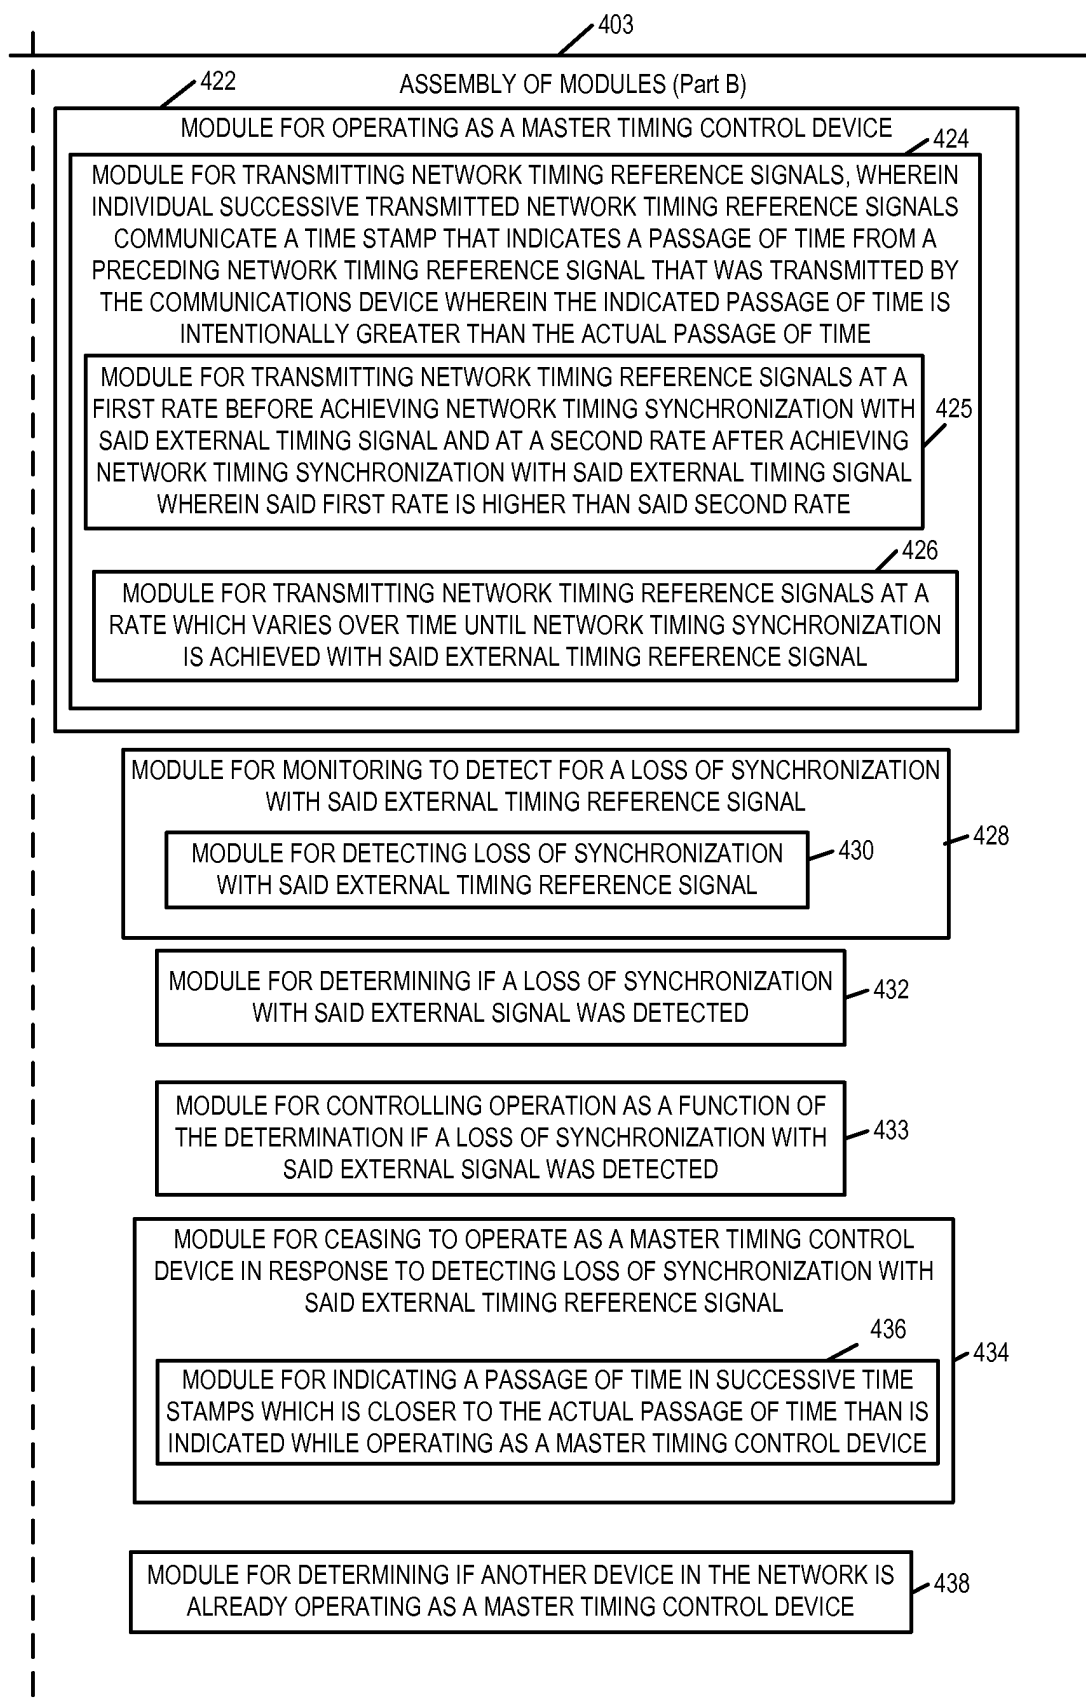 403
ASSEMBLY OF MODULES (Part B)
422
MODULE FOR OPERATING AS A MASTER TIMING CONTROL DEVICE
424
MODULE FOR TRANSMITTING NETWORK TIMING REFERENCE SIGNALS, WHEREIN
INDIVIDUAL SUCCESSIVE TRANSMITTED NETWORK TIMING REFERENCE SIGNALS
COMMUNICATE A TIME STAMP THAT INDICATES A PASSAGE OF TIME FROM A
PRECEDING NETWORK TIMING REFERENCE SIGNAL THAT WAS TRANSMITTED BY
THE COMMUNICATIONS DEVICE WHEREIN THE INDICATED PASSAGE OF TIME IS
INTENTIONALLY GREATER THAN THE ACTUAL PASSAGE OF TIME
MODULE FOR TRANSMITTING NETWORK TIMING REFERENCE SIGNALS AT A
FIRST RATE BEFORE ACHIEVING NETWORK TIMING SYNCHRONIZATION WITH
SAID EXTERNAL TIMING SIGNAL AND AT A SECOND RATE AFTER ACHIEVING
NETWORK TIMING SYNCHRONIZATION WITH SAID EXTERNAL TIMING SIGNAL
WHEREIN SAID FIRST RATE IS HIGHER THAN SAID SECOND RATE
425
426
MODULE FOR TRANSMITTING NETWORK TIMING REFERENCE SIGNALS AT A
RATE WHICH VARIES OVER TIME UNTIL NETWORK TIMING SYNCHRONIZATION
IS ACHIEVED WITH SAID EXTERNAL TIMING REFERENCE SIGNAL
MODULE FOR MONITORING TO DETECT FOR A LOSS OF SYNCHRONIZATION
WITH SAID EXTERNAL TIMING REFERENCE SIGNAL
428
MODULE FOR DETECTING LOSS OF SYNCHRONIZATION
WITH SAID EXTERNAL TIMING REFERENCE SIGNAL
430
MODULE FOR DETERMINING IF A LOSS OF SYNCHRONIZATION
WITH SAID EXTERNAL SIGNAL WAS DETECTED
432
MODULE FOR CONTROLLING OPERATION AS A FUNCTION OF
THE DETERMINATION IF A LOSS OF SYNCHRONIZATION WITH
SAID EXTERNAL SIGNAL WAS DETECTED
433
MODULE FOR CEASING TO OPERATE AS A MASTER TIMING CONTROL
DEVICE IN RESPONSE TO DETECTING LOSS OF SYNCHRONIZATION WITH
SAID EXTERNAL TIMING REFERENCE SIGNAL
436
434
MODULE FOR INDICATING A PASSAGE OF TIME IN SUCCESSIVE TIME
STAMPS WHICH IS CLOSER TO THE ACTUAL PASSAGE OF TIME THAN IS
INDICATED WHILE OPERATING AS A MASTER TIMING CONTROL DEVICE
MODULE FOR DETERMINING IF ANOTHER DEVICE IN THE NETWORK IS
ALREADY OPERATING AS A MASTER TIMING CONTROL DEVICE
438